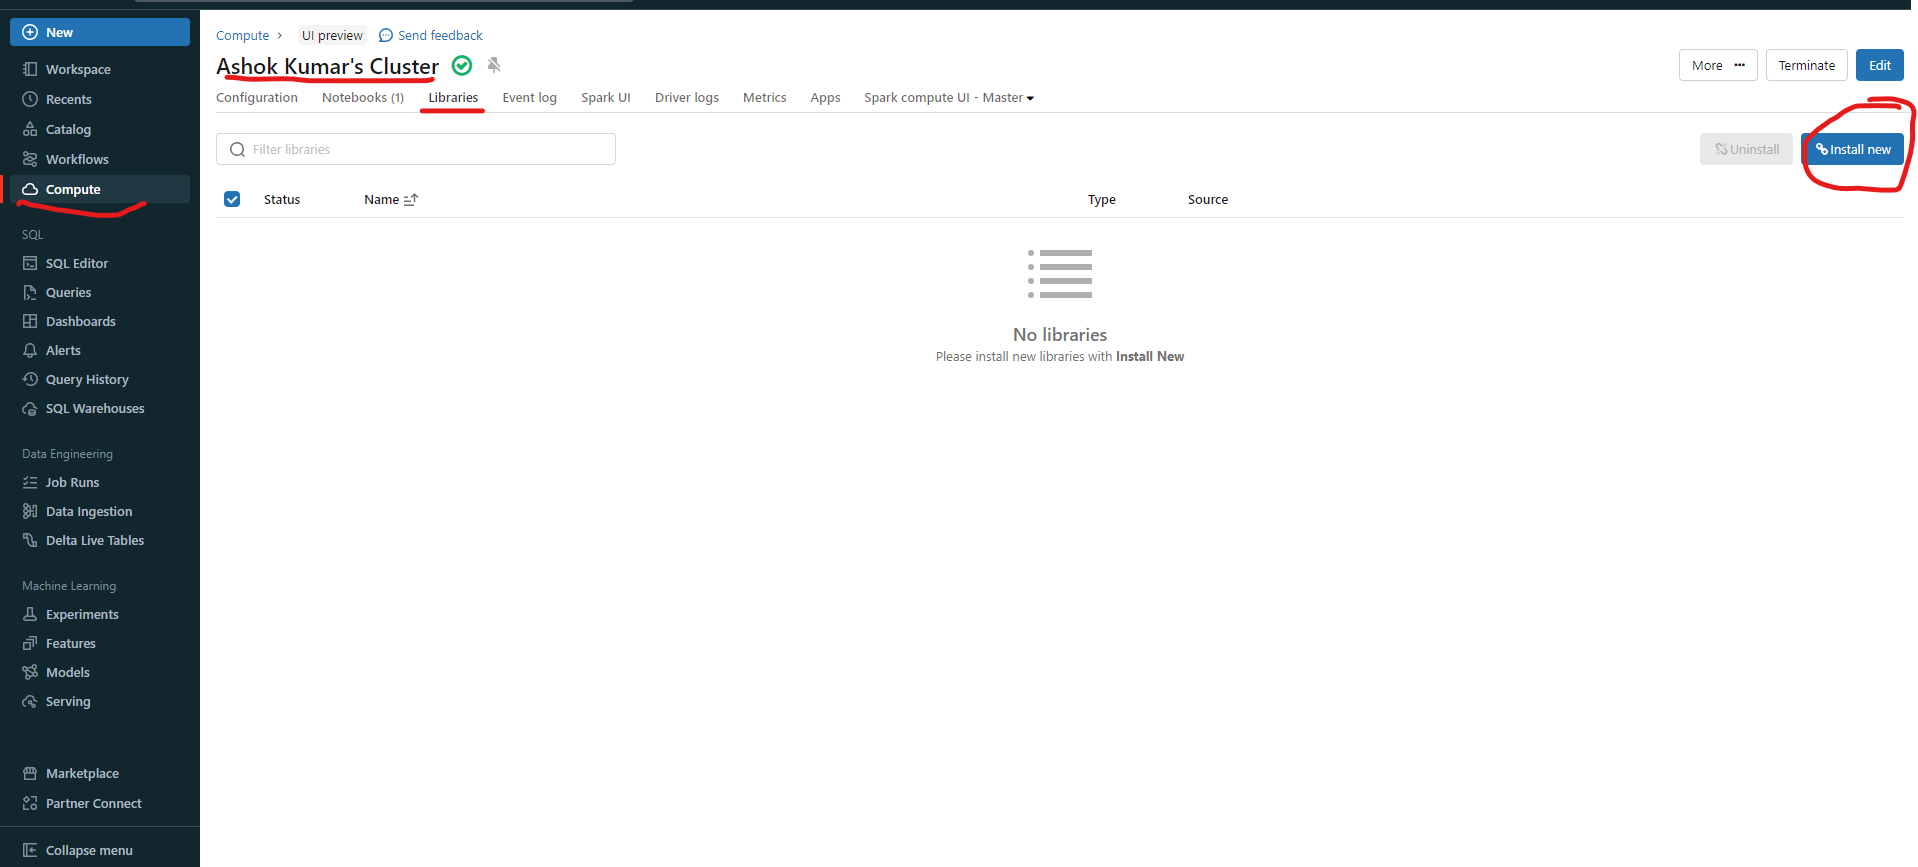 New
Workspace
Recents
Catalog
Workflows
Compute
SQL
SQL Editor
Queries
Dashboards
Alerts
Query History
SQL Warehouses
Data Engineering
Job Runs
Data Ingestion
Delta Live Tables
Machine Learning
Experiments
Features
Models
Serving
Marketplace
Partner Connect
Collapse menu
Compute > UI preview Send feedback
Ashok Kumar's Cluster
More ... Terminate Edit
Configuration Notebooks (1) Libraries Event log Spark UI Driver logs Metrics Apps Spark compute UI - Master
Filter libraries Uninstall Install new
Status Name Type Source
No libraries
Please install new libraries with Install New